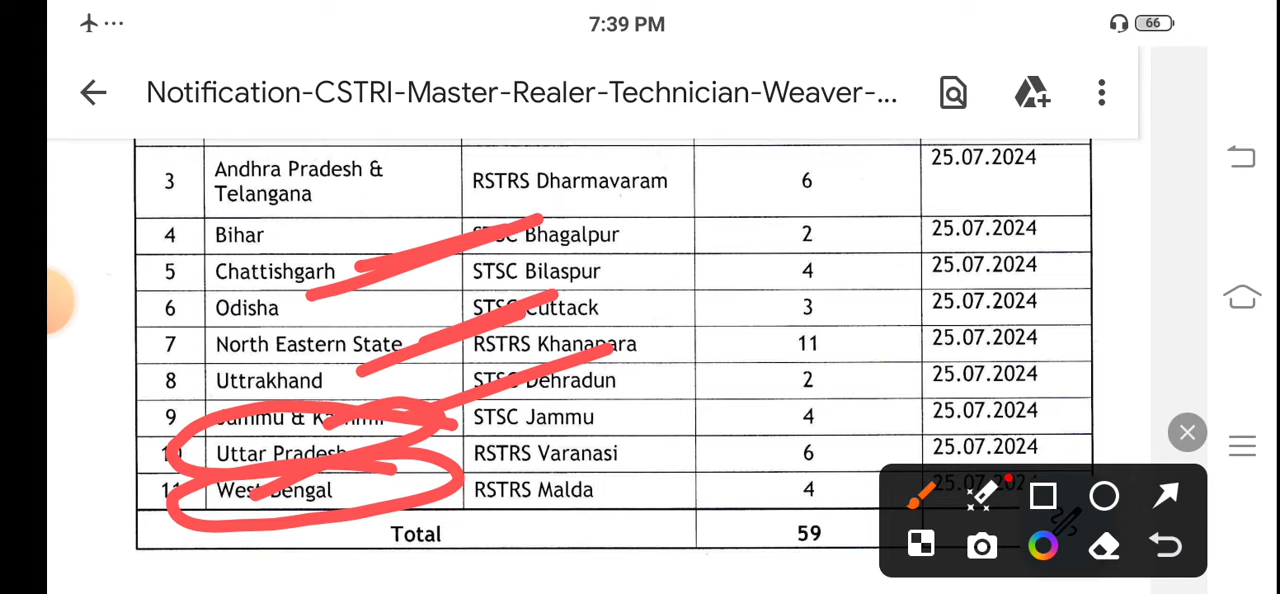 7:39 PM
66
Notification-CSTRI-Master-Realer-Technician-Weaver-...
3 Andhra Pradesh & Telangana RSTRS Dharmavaram 6 25.07.2024
4 Bihar STSC Bhagalpur 2 25.07.2024
5 Chattishgarh STSC Bilaspur 4 25.07.2024
6 Odisha STSC Cuttack 3 25.07.2024
7 North Eastern State RSTRS Khanapara 11 25.07.2024
8 Uttrakhand STSC Dehradun 2 25.07.2024
9 Jammu & Kashmir STSC Jammu 4 25.07.2024
10 Uttar Pradesh RSTRS Varanasi 6 25.07.2024
11 West Bengal RSTRS Malda 4 25.07.2024
Total 59